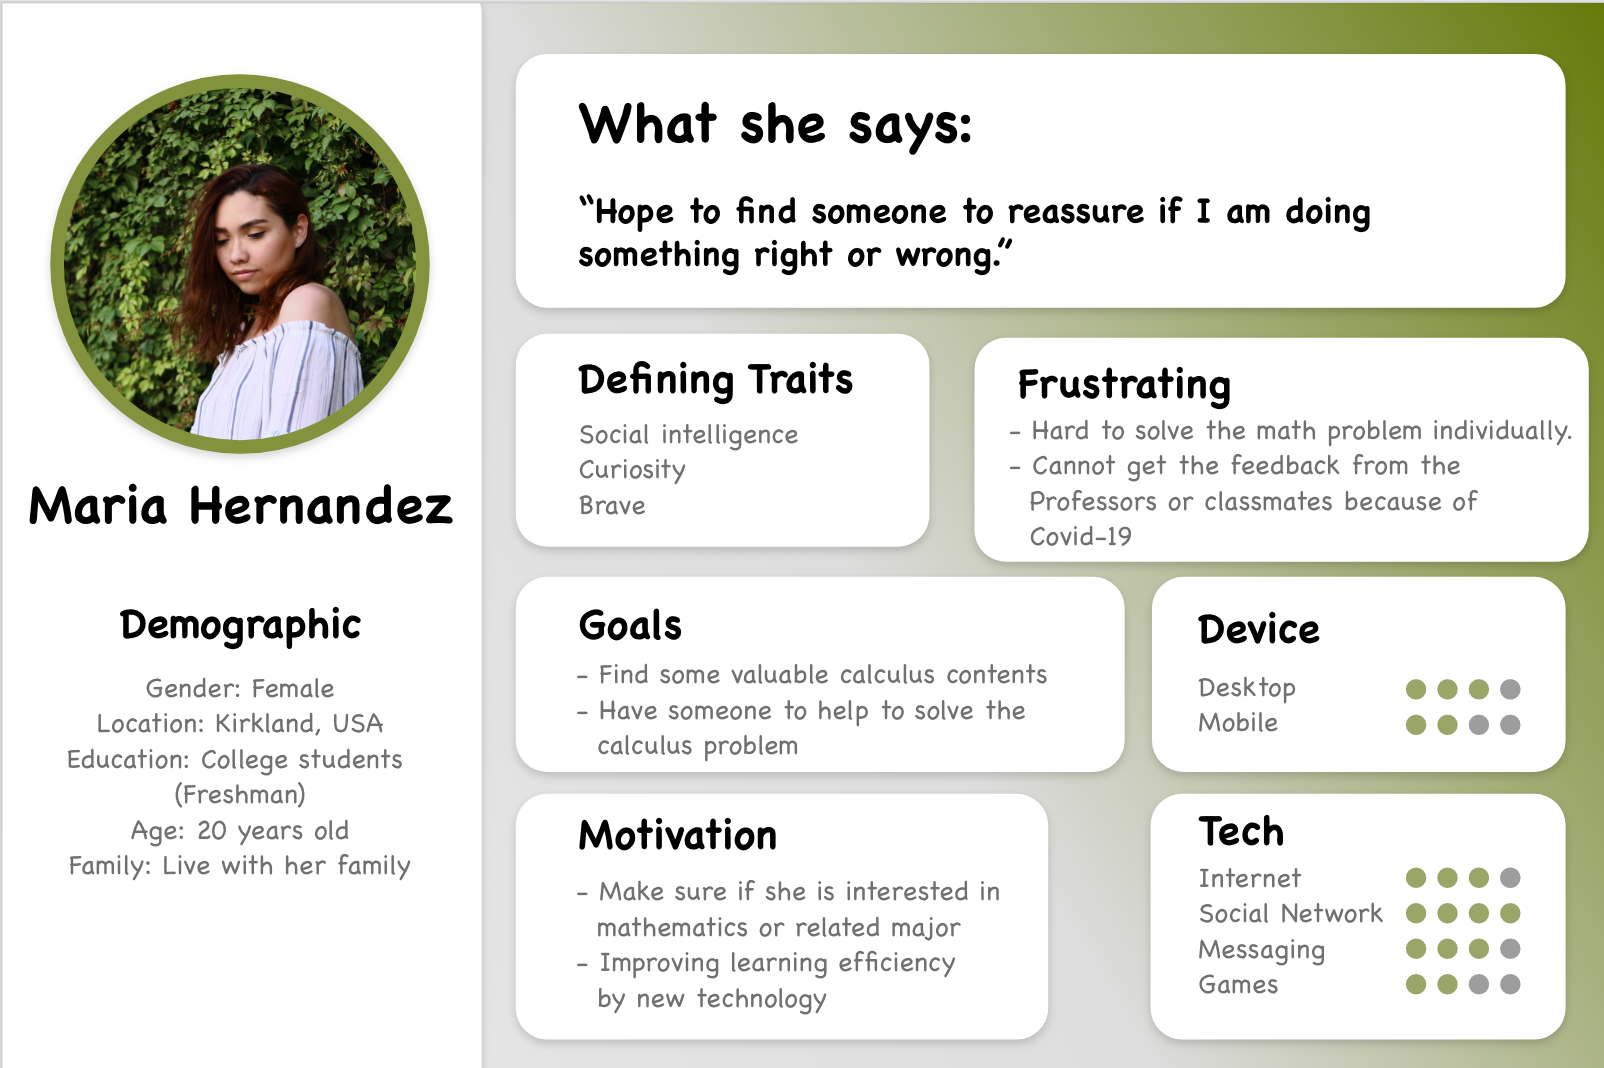 Maria Hernandez
Demographic
Gender: Female
Location: Kirkland, USA
Education: College students
(Freshman)
Age: 20 years old
Family: Live with her family
What she says:
“Hope to find someone to reassure if I am doing
something right or wrong.”
Defining Traits
Social intelligence
Curiosity
Brave
Frustrating
- Hard to solve the math problem individually.
- Cannot get the feedback from the
Professors or classmates because of
Covid-19
Goals
- Find some valuable calculus contents
- Have someone to help to solve the
calculus problem
Device
Desktop
Mobile
Motivation
- Make sure if she is interested in
mathematics or related major
- Improving learning efficiency
by new technology
Tech
Internet
Social Network
Messaging
Games